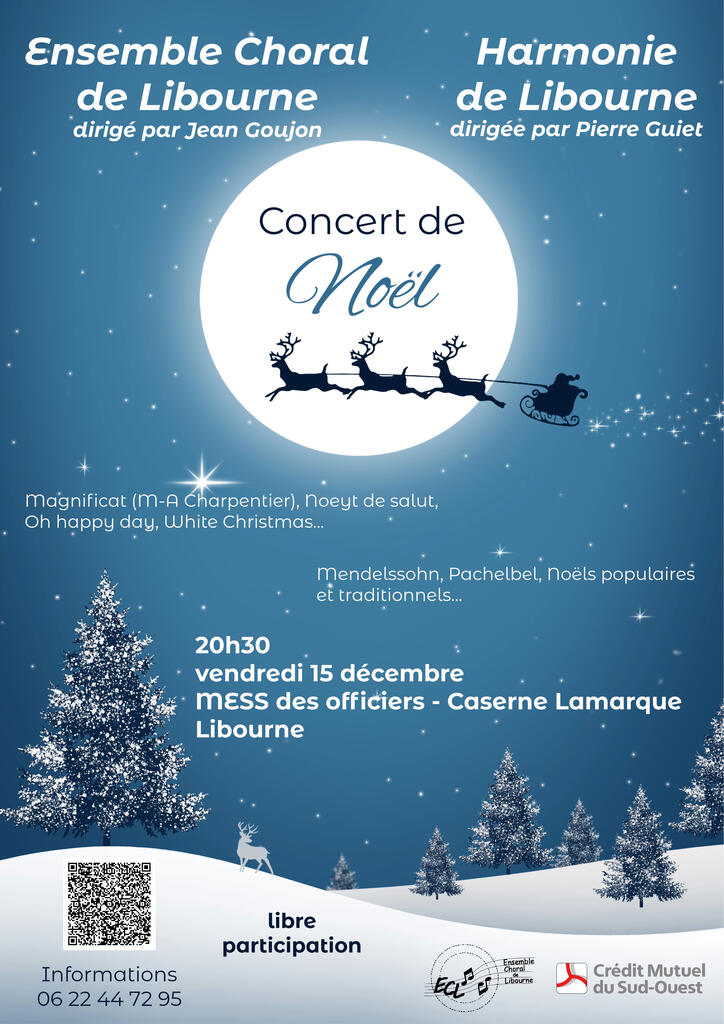 Ensemble Choral
de Libourne
dirigé par Jean Goujon
Harmonie
de Libourne
dirigée par Pierre Guiet
Concert de
Noël
Magnificat (M-A Charpentier), Noeyt de salut,
Oh happy day, White Christmas...
Mendelssohn, Pachelbel, Noëls populaires
et traditionnels...
20h30
vendredi 15 décembre
MESS des officiers - Caserne Lamarque
Libourne
libre
participation
Informations
06 22 44 72 95
ECL
Ensemble
Choral
de
Libourne
Crédit Mutuel
du Sud-Ouest